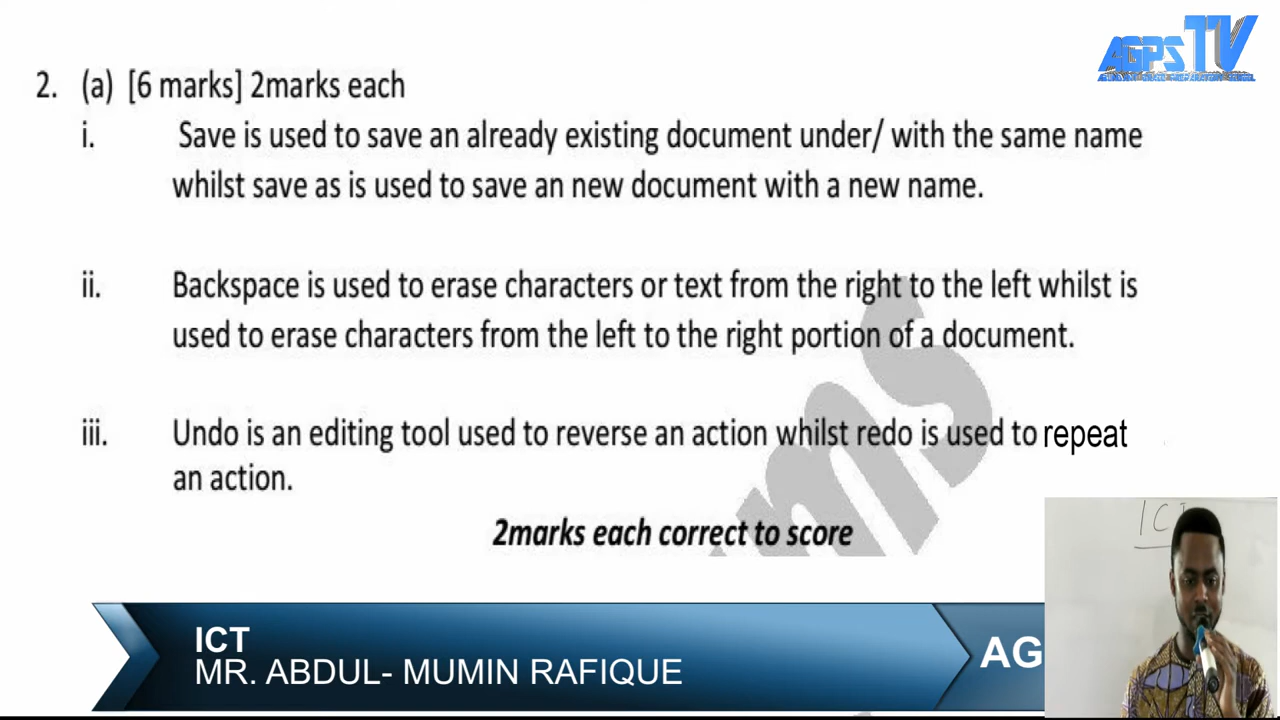 AGPS TV
2. (a) [6 marks] 2marks each
i. Save is used to save an already existing document under/ with the same name
whilst save as is used to save an new document with a new name.
ii. Backspace is used to erase characters or text from the right to the left whilst is
used to erase characters from the left to the right portion of a document.
iii. Undo is an editing tool used to reverse an action whilst redo is used to repeat
an action.
2marks each correct to score
ICT
MR. ABDUL- MUMIN RAFIQUE
AG